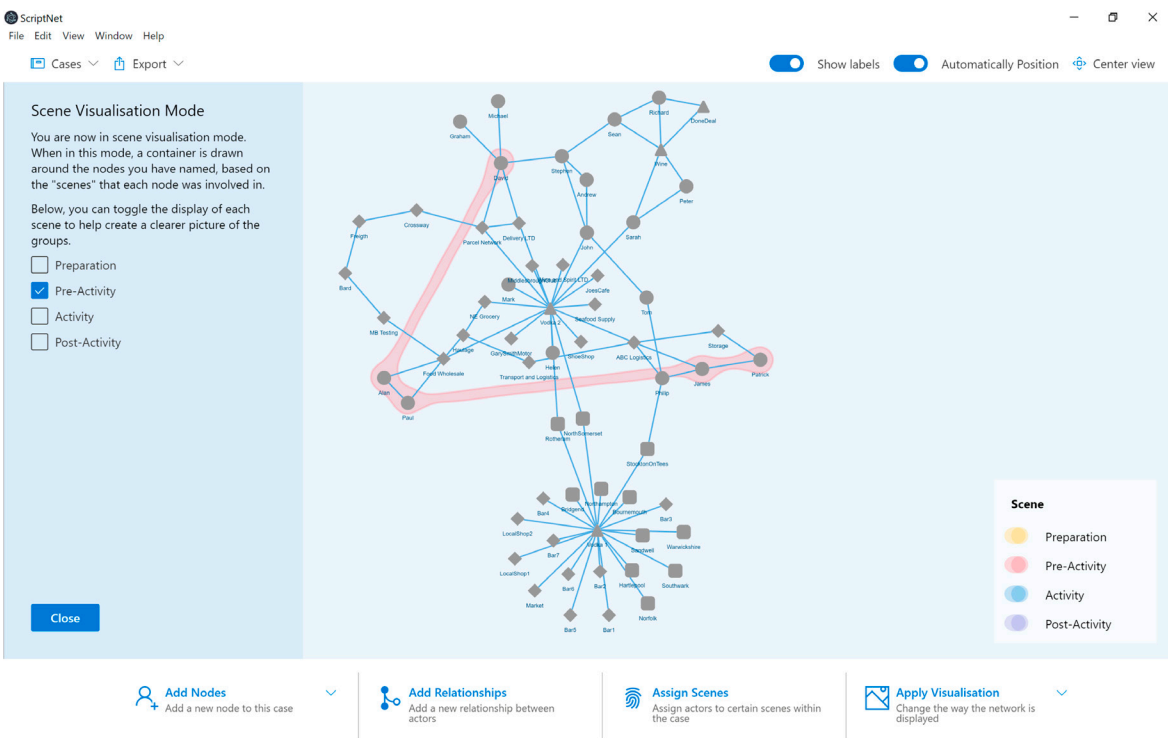 ScriptNet
File Edit View Window Help
Cases Export Show labels Automatically Position Center view
Scene Visualisation Mode
You are now in scene visualisation mode.
When in this mode, a container is drawn
around the nodes you have named, based on
the "scenes" that each node was involved in.
Below, you can toggle the display of each
scene to help create a clearer picture of the
groups.
Preparation
Pre-Activity
Activity
Post-Activity
Close
Michael
Graham
Richard
DoneDeal
Sean
Stephen
Wine
David
Andrew
Peter
Crossway
Freigth
Parcel Network
Delivery LTD
John
Sarah
Bard
JoesCafe
Mark
NE Grocery
Vodka 2
Seafood Supply
Tom
MB Texting
Haulage
GarySmithMotor
ShoeShop
ABC Logistics
Storage
Food Wholesale
Transport and Logistics
Helen
Alan
Paul
Philip
James
Patrick
Rotheram
NorthSomerset
StocktonOnTees
Bar4
Bridgend
Northampton
Bournemouth
Bar3
LocalShop2
Vodka 1
Bar7
Sandwell
Warwickshire
LocalShop1
Bar6
Bar2
Hartlepool
Southwark
Market
Norfolk
Bar5
Bar1
Scene
Preparation
Pre-Activity
Activity
Post-Activity
Add Nodes
Add a new node to this case
Add Relationships
Add a new relationship between
actors
Assign Scenes
Assign actors to certain scenes within
the case
Apply Visualisation
Change the way the network is
displayed